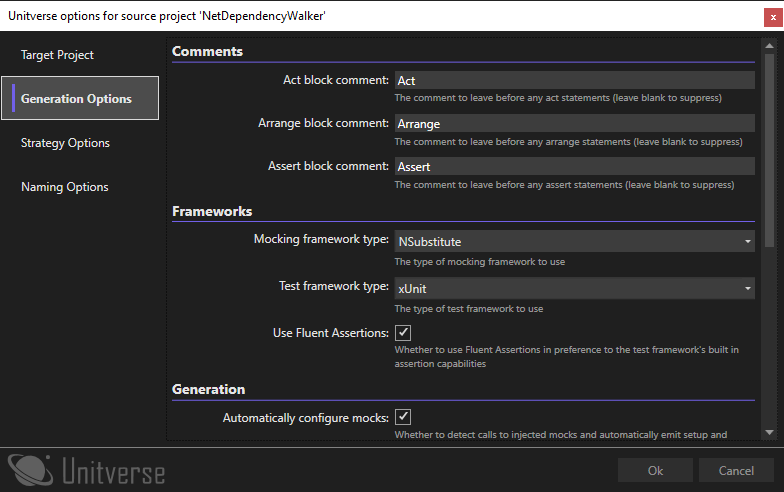 Unitverse options for source project 'NetDependencyWalker'
Target Project
Generation Options
Strategy Options
Naming Options
Comments
Act block comment: Act
The comment to leave before any act statements (leave blank to suppress)
Arrange block comment: Arrange
The comment to leave before any arrange statements (leave blank to suppress)
Assert block comment: Assert
The comment to leave before any assert statements (leave blank to suppress)
Frameworks
Mocking framework type: NSubstitute
The type of mocking framework to use
Test framework type: xUnit
The type of test framework to use
Use Fluent Assertions:
Whether to use Fluent Assertions in preference to the test framework's built in
assertion capabilities
Generation
Automatically configure mocks:
Whether to detect calls to injected mocks and automatically emit setup and
Unitverse
Ok Cancel